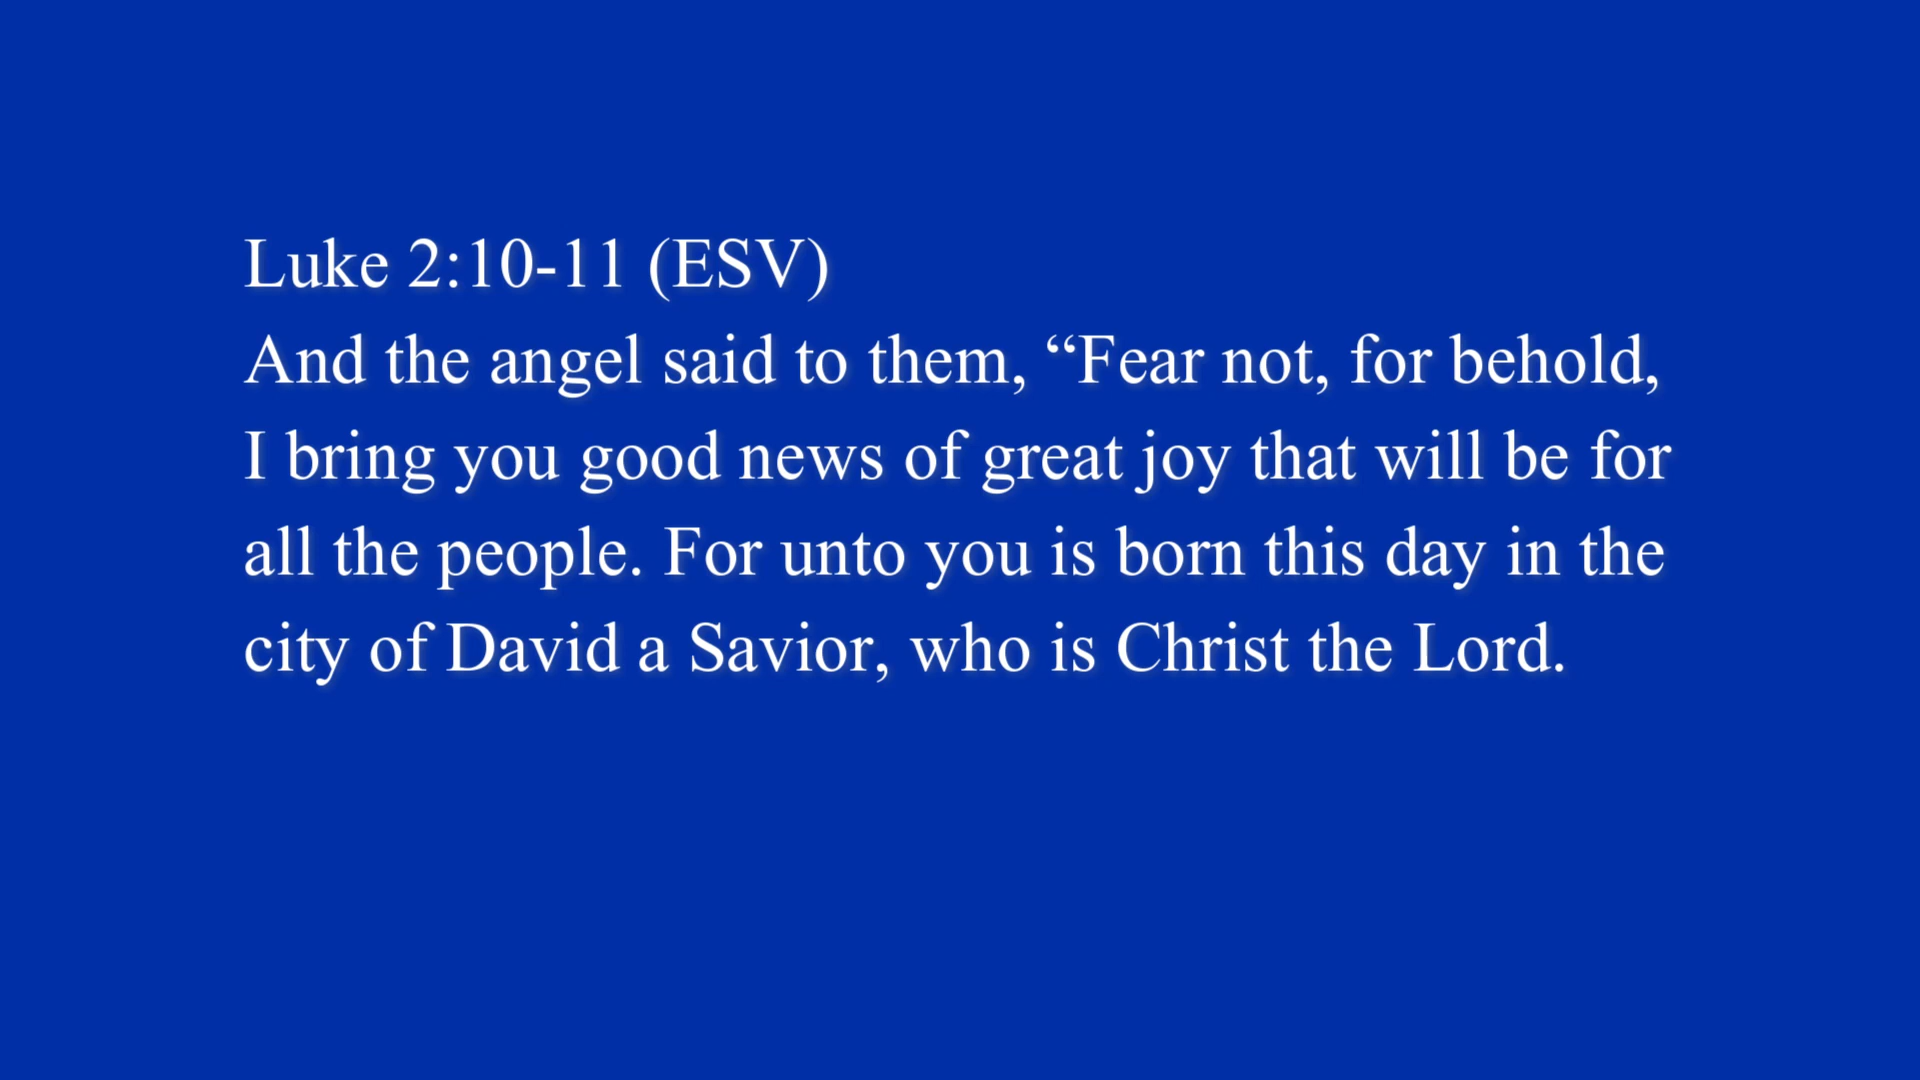 Luke 2:10-11 (ESV)
And the angel said to them, “Fear not, for behold,
I bring you good news of great joy that will be for
all the people. For unto you is born this day in the
city of David a Savior, who is Christ the Lord.